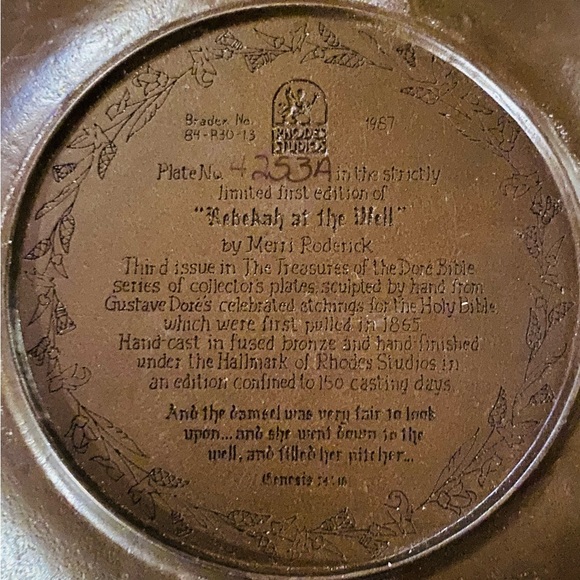 Bradex No. 1987
84-R30-1.3
RHODES
STUDIOS
Plate No. 4253A in the strictly
limited first edition of
"Rebekah at the Well"
by Merri Roderick
Third issue in The Treasures of the Doré Bible
series of collector's plates, sculpted by hand from
Gustave Doré's celebrated etchings for the Holy Bible,
which were first pulled in 1865.
Hand-cast in fused bronze and hand-finished
under the Hallmark of Rhodes Studios in
an edition confined to 150 casting days.
And the damsel was very fair to look
upon...and she went down to the
well, and filled her pitcher...
Genesis 24:16